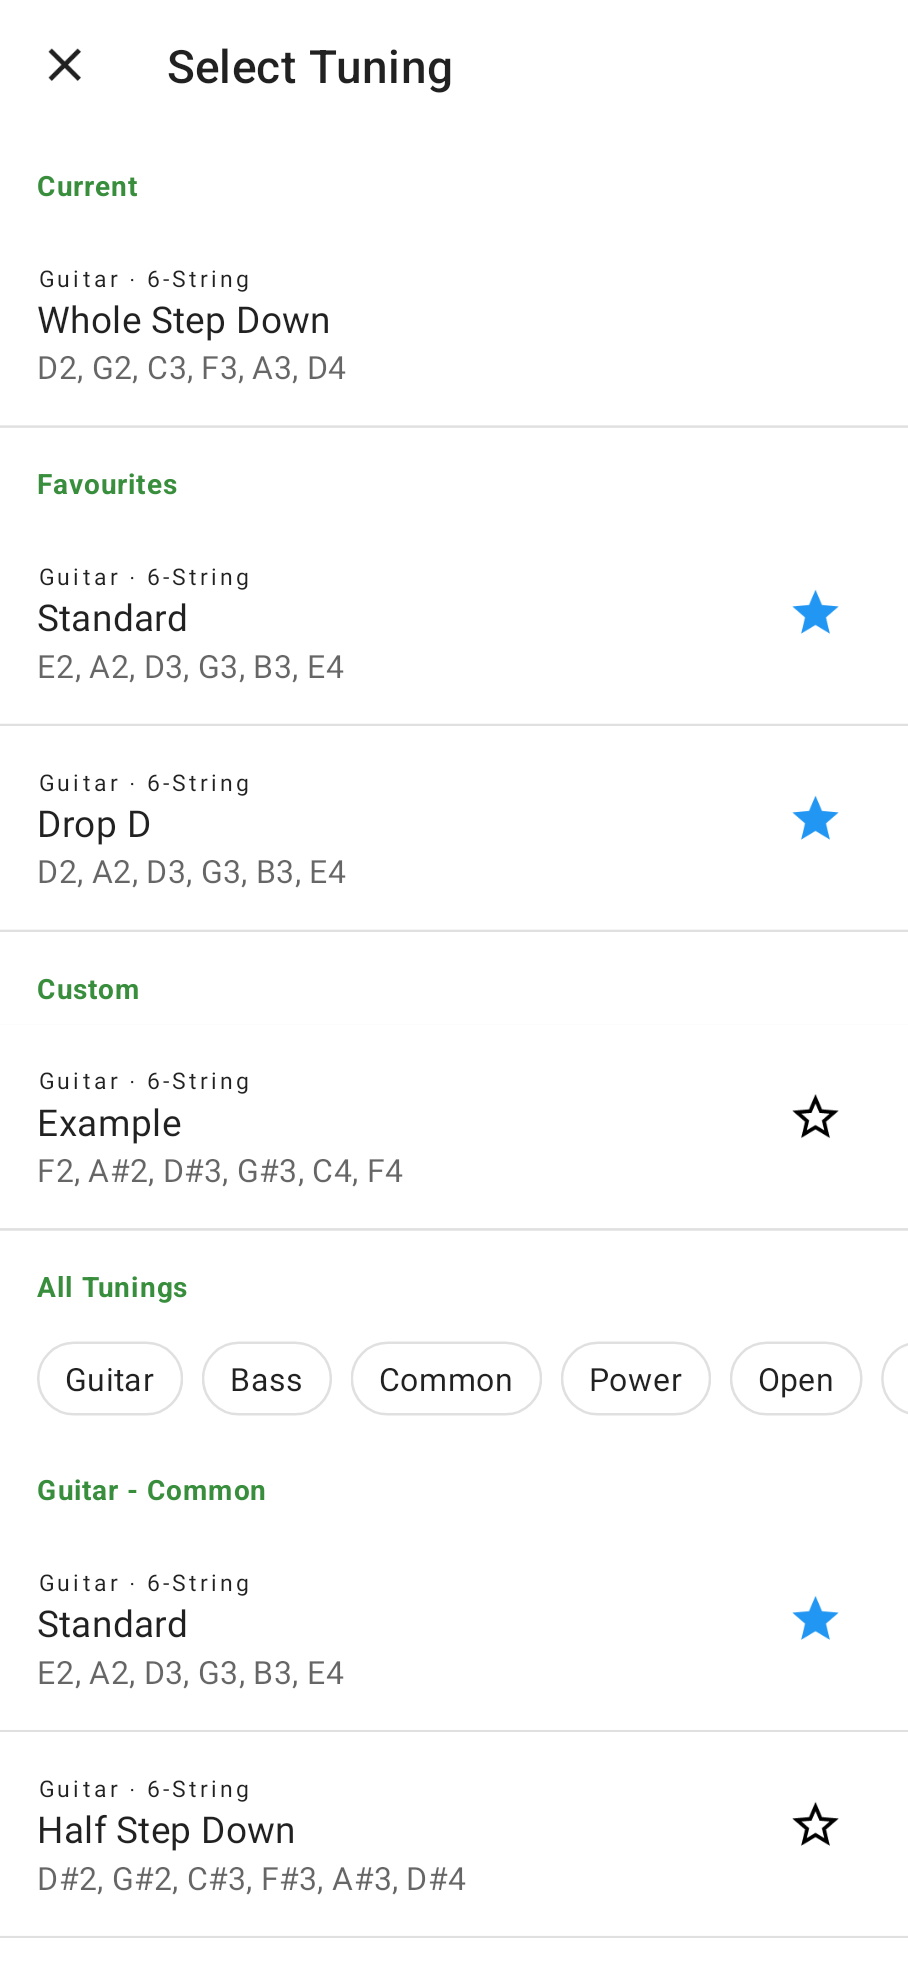 Select Tuning
Current
Guitar · 6-String
Whole Step Down
D2, G2, C3, F3, A3, D4
Favourites
Guitar · 6-String
Standard
E2, A2, D3, G3, B3, E4
Guitar · 6-String
Drop D
D2, A2, D3, G3, B3, E4
Custom
Guitar · 6-String
Example
F2, A#2, D#3, G#3, C4, F4
All Tunings
Guitar Bass Common Power Open
Guitar - Common
Guitar · 6-String
Standard
E2, A2, D3, G3, B3, E4
Guitar · 6-String
Half Step Down
D#2, G#2, C#3, F#3, A#3, D#4